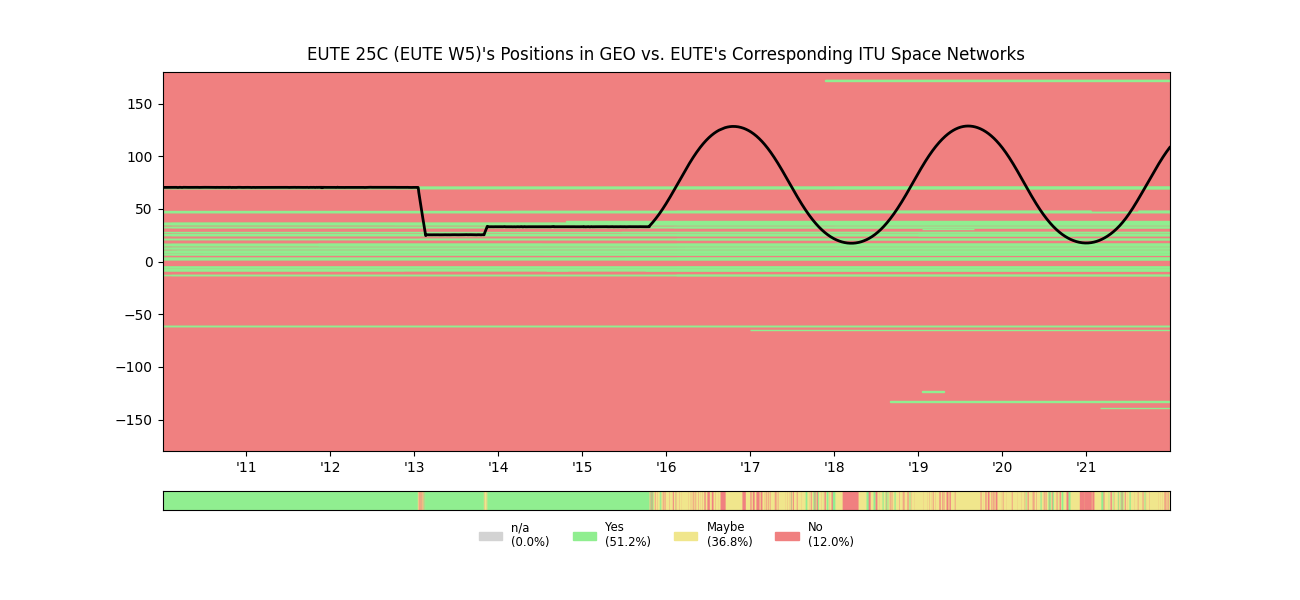 EUTE 25C (EUTE W5)'s Positions in GEO vs. EUTE's Corresponding ITU Space Networks
150
100
50
0
−50
−100
−150
'11 '12 '13 '14 '15 '16 '17 '18 '19 '20 '21
n/a Yes Maybe No
(0.0%) (51.2%) (36.8%) (12.0%)